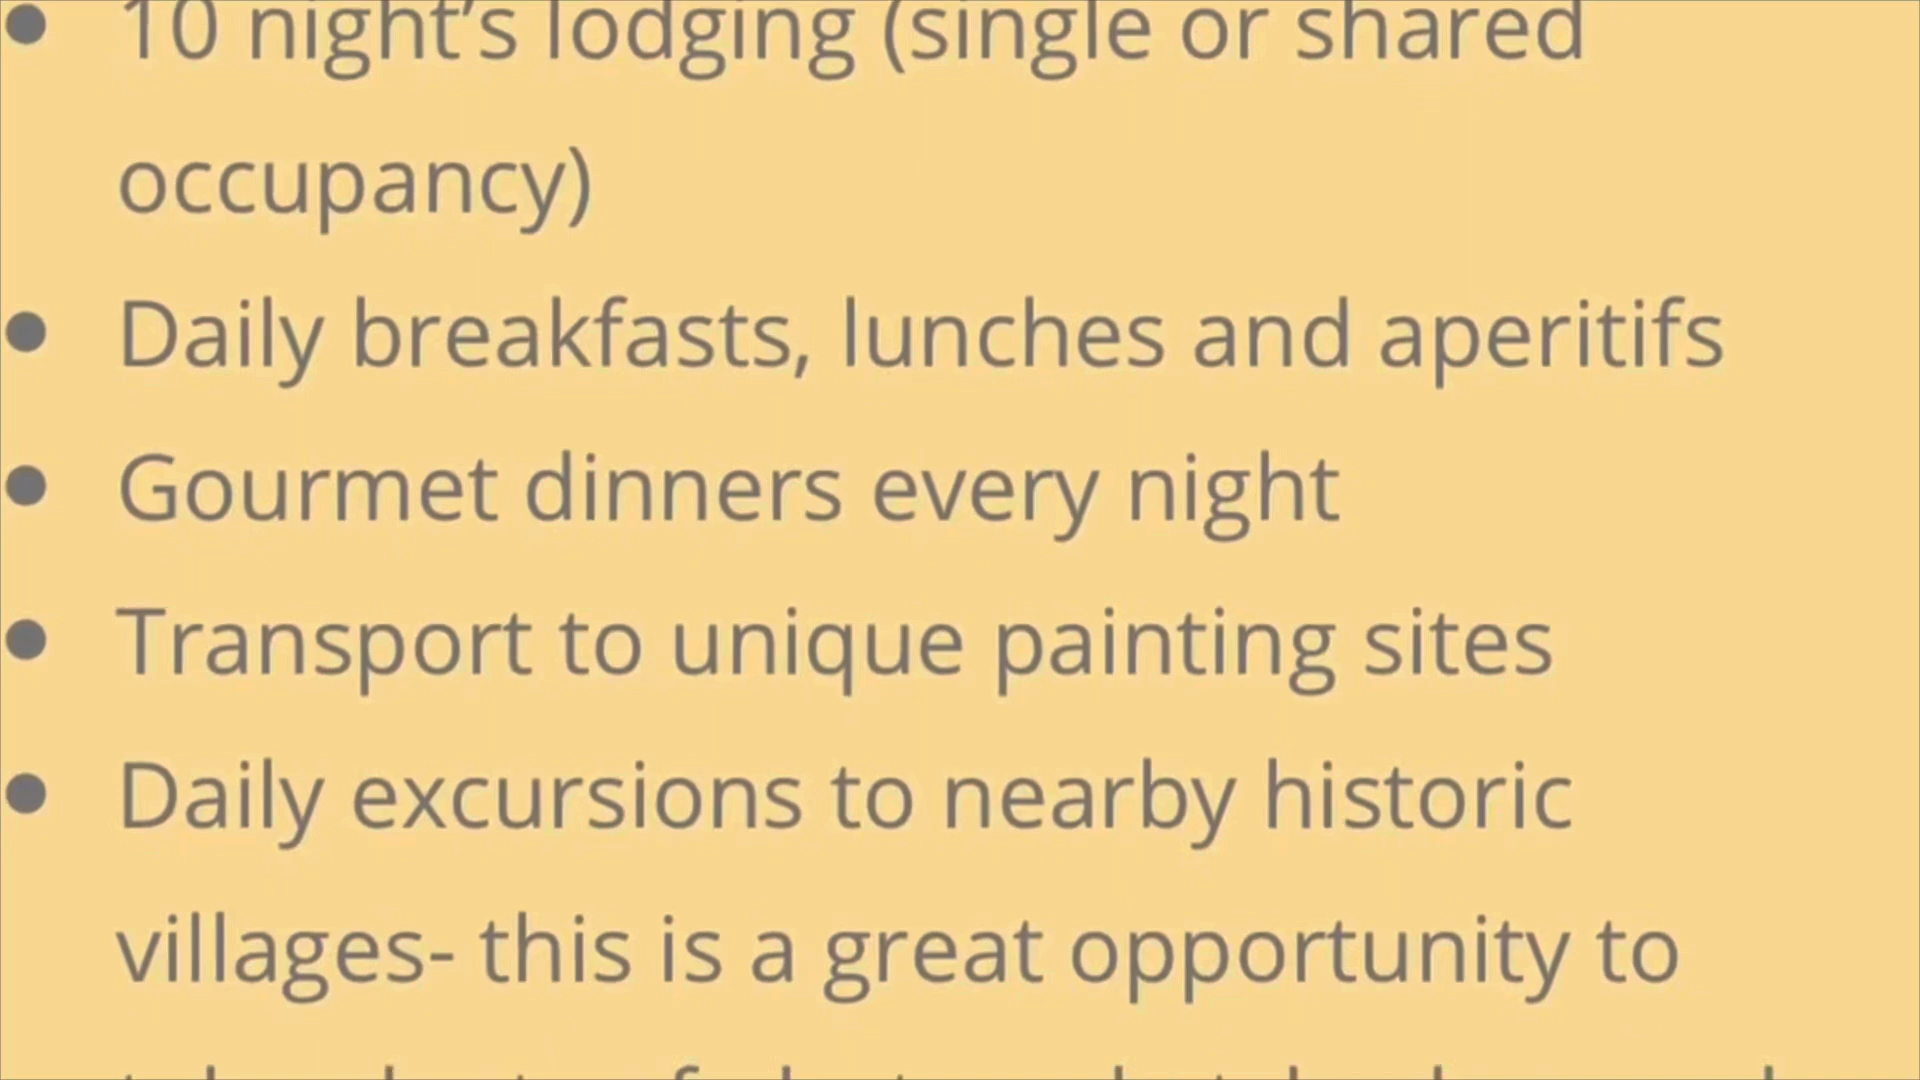 • 10 night’s lodging (single or shared
occupancy)
• Daily breakfasts, lunches and aperitifs
• Gourmet dinners every night
• Transport to unique painting sites
• Daily excursions to nearby historic
villages- this is a great opportunity to